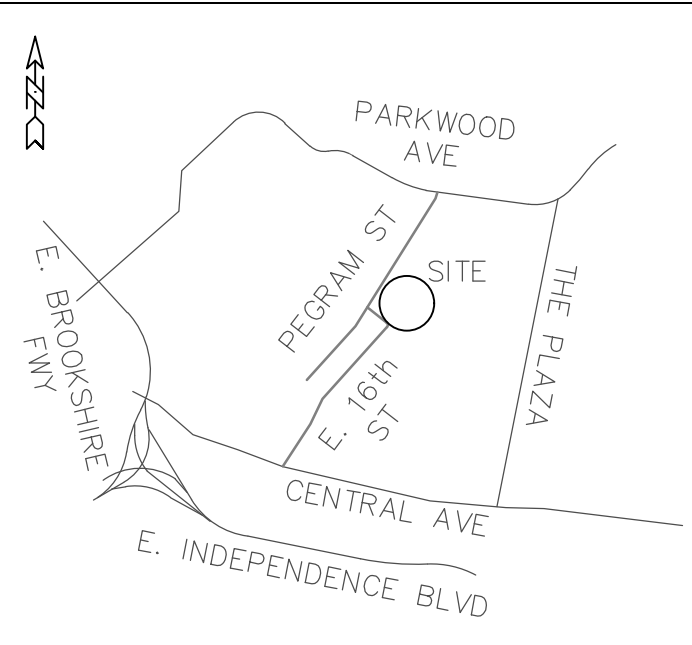 N
PARKWOOD
AVE
PEGRAM ST
SITE
THE PLAZA
E. BROOKSHIRE
FWY
E. 16th
ST
CENTRAL AVE
E. INDEPENDENCE BLVD